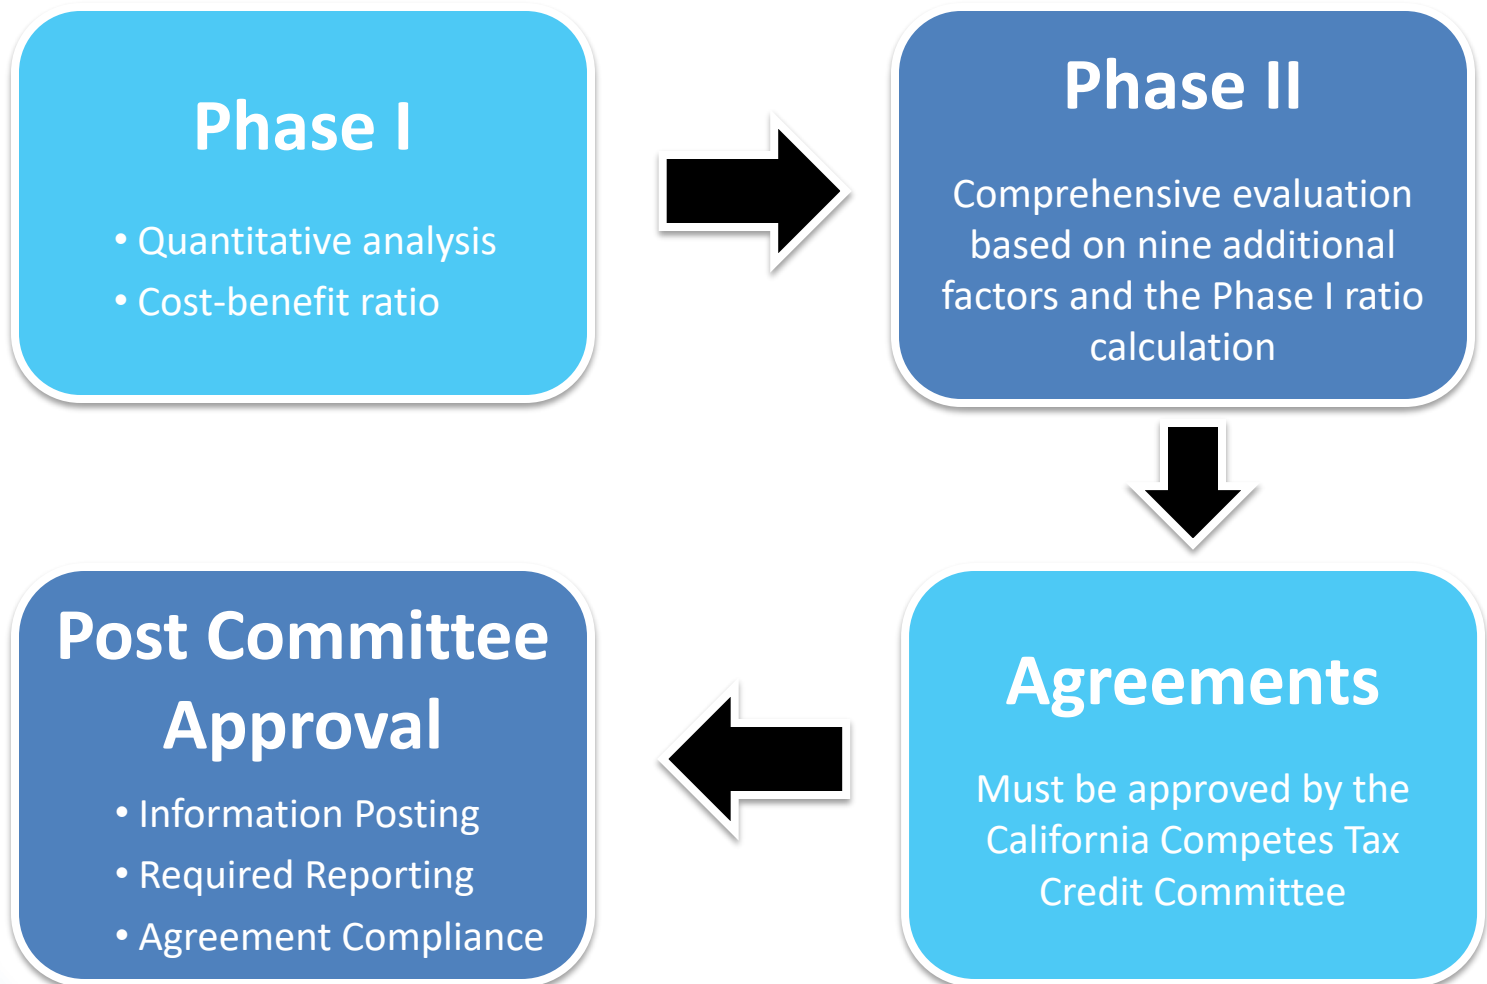 Phase I
• Quantitative analysis
• Cost-benefit ratio
Phase II
Comprehensive evaluation
based on nine additional
factors and the Phase I ratio
calculation
Agreements
Must be approved by the
California Competes Tax
Credit Committee
Post Committee
Approval
• Information Posting
• Required Reporting
• Agreement Compliance